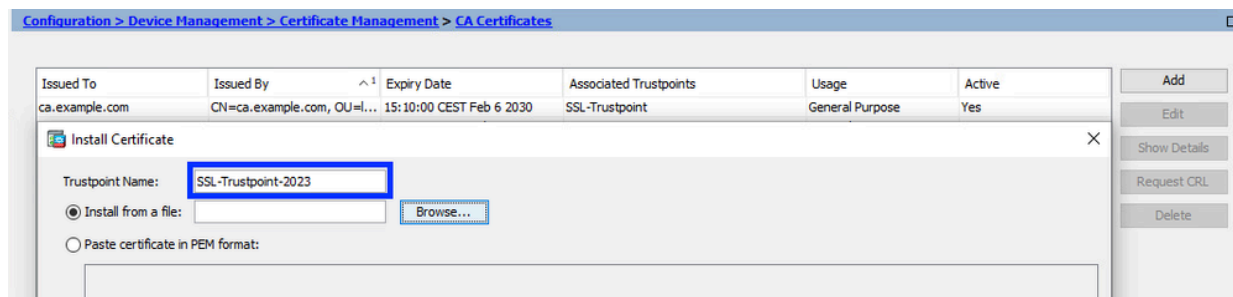 Configuration > Device Management > Certificate Management > CA Certificates
Issued To Issued By 1 Expiry Date Associated Trustpoints Usage Active
ca.example.com CN=ca.example.com, OU=l... 15:10:00 CEST Feb 6 2030 SSL-Trustpoint General Purpose Yes
Add
Edit
Show Details
Request CRL
Delete
Install Certificate
Trustpoint Name: SSL-Trustpoint-2023
Install from a file: Browse...
Paste certificate in PEM format: